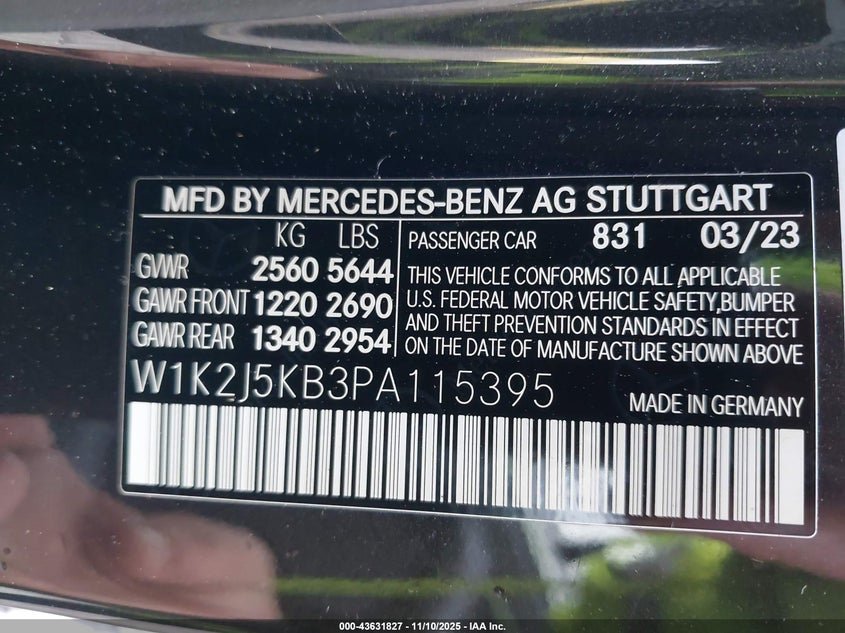 MFD BY MERCEDES-BENZ AG STUTTGART
KG LBS
GVWR 2560 5644
GAWR FRONT 1220 2690
GAWR REAR 1340 2954
PASSENGER CAR 831 03/23
THIS VEHICLE CONFORMS TO ALL APPLICABLE
U.S. FEDERAL MOTOR VEHICLE SAFETY,BUMPER
AND THEFT PREVENTION STANDARDS IN EFFECT
ON THE DATE OF MANUFACTURE SHOWN ABOVE
W1K2J5KB3PA115395
MADE IN GERMANY
000-43631827 - 11/10/2025 - IAA Inc.